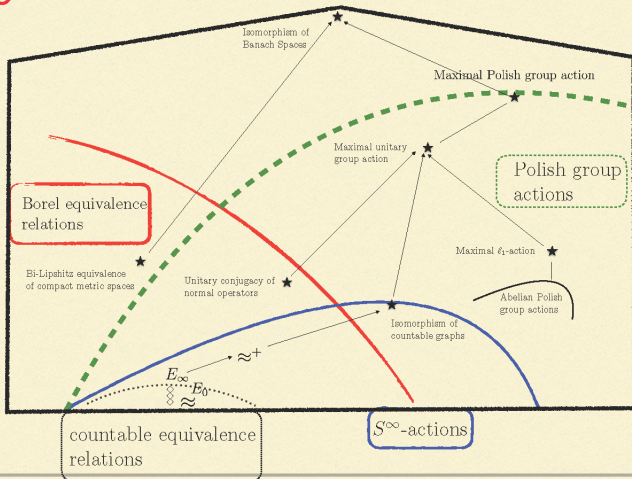 Isomorphism of
Banach Spaces
Maximal Polish group action
Maximal unitary
group action
Polish group
actions
Borel equivalence
relations
Maximal ℓ₁-action
Bi-Lipshitz equivalence
of compact metric spaces
Unitary conjugacy of
normal operators
Abelian Polish
group actions
Isomorphism of
countable graphs
≈⁺
E∞
E₀
≈
countable equivalence
relations
S∞-actions